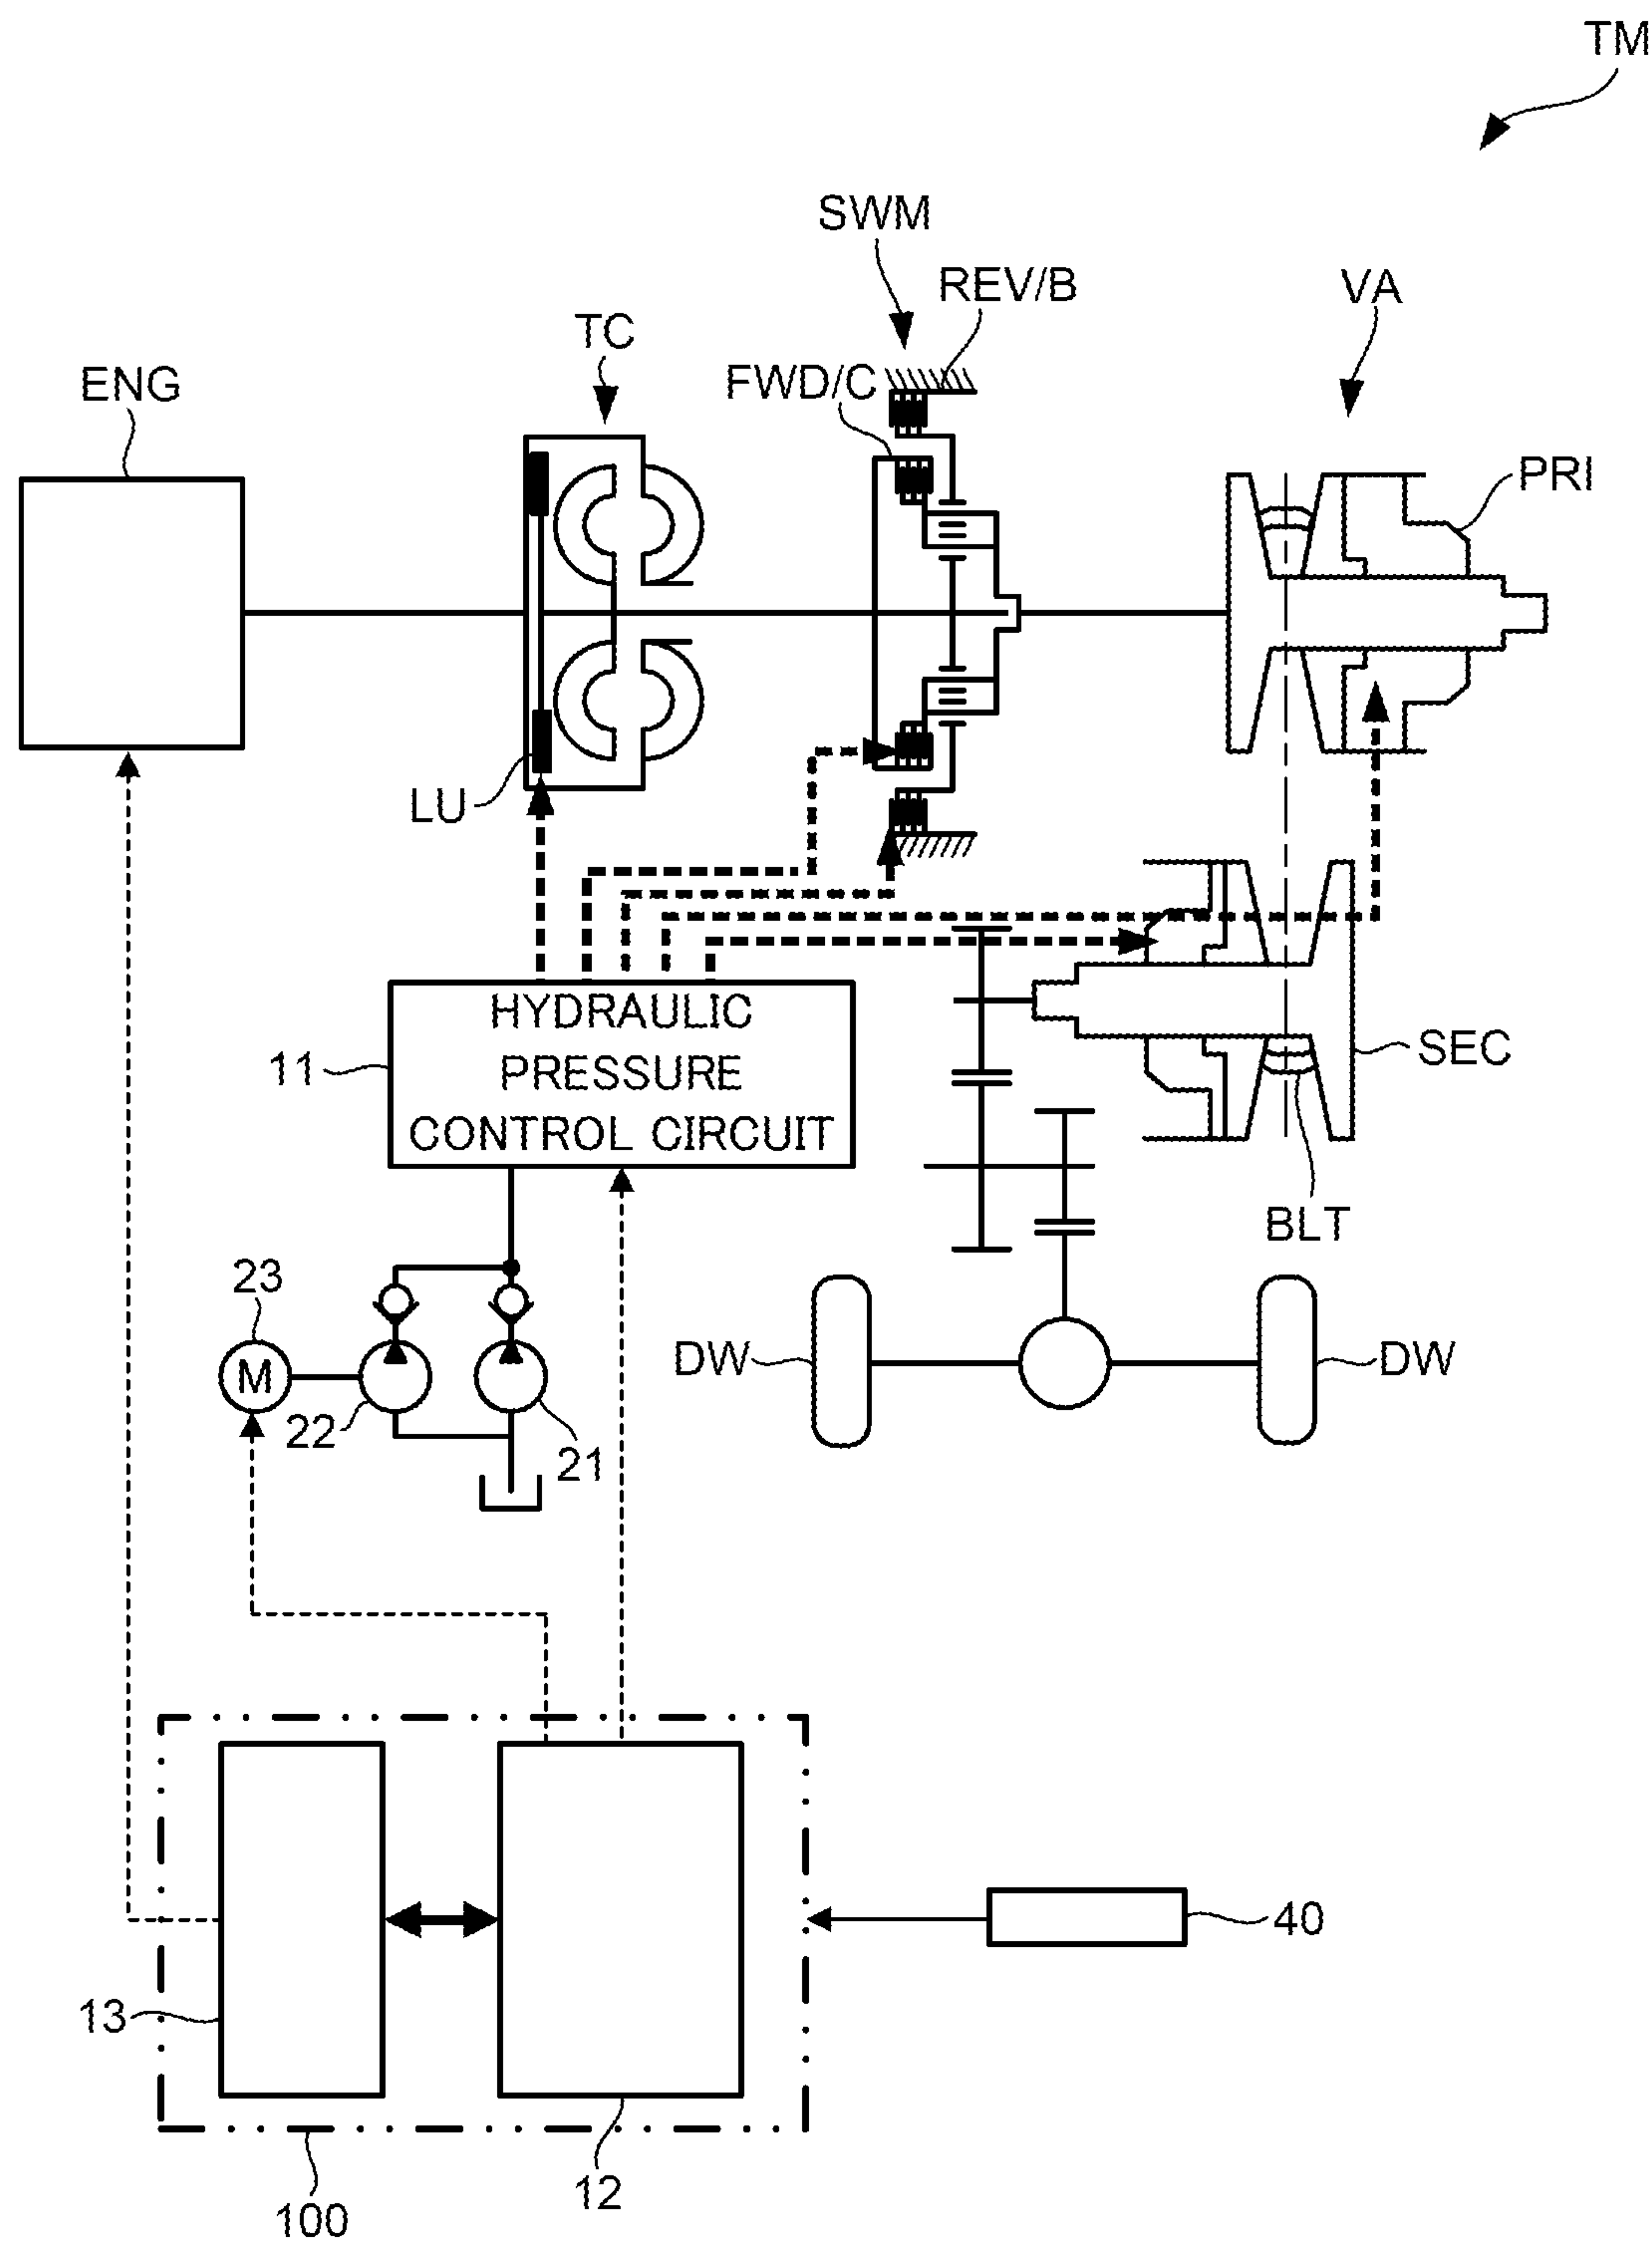 TM
SWM
REV/B
VA
TC
FWD/C
ENG
PRI
LU
HYDRAULIC
PRESSURE
CONTROL CIRCUIT
11
SEC
BLT
23
M
22
21
DW
DW
40
13
12
100